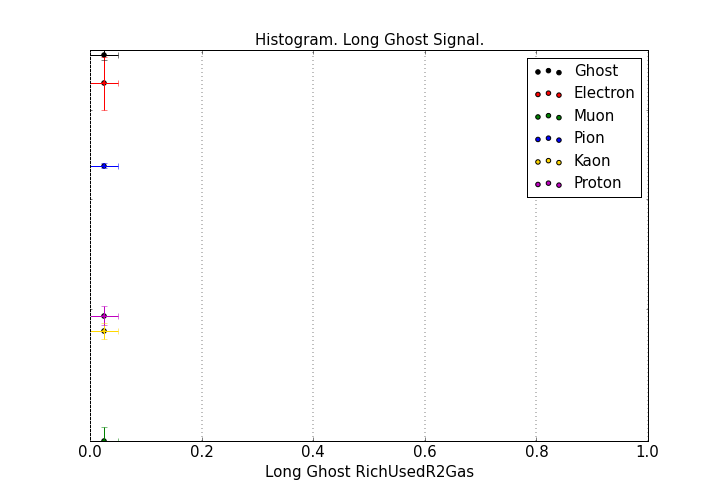 Histogram. Long Ghost Signal.
Ghost
Electron
Muon
Pion
Kaon
Proton
0.0 0.2 0.4 0.6 0.8 1.0
Long Ghost RichUsedR2Gas